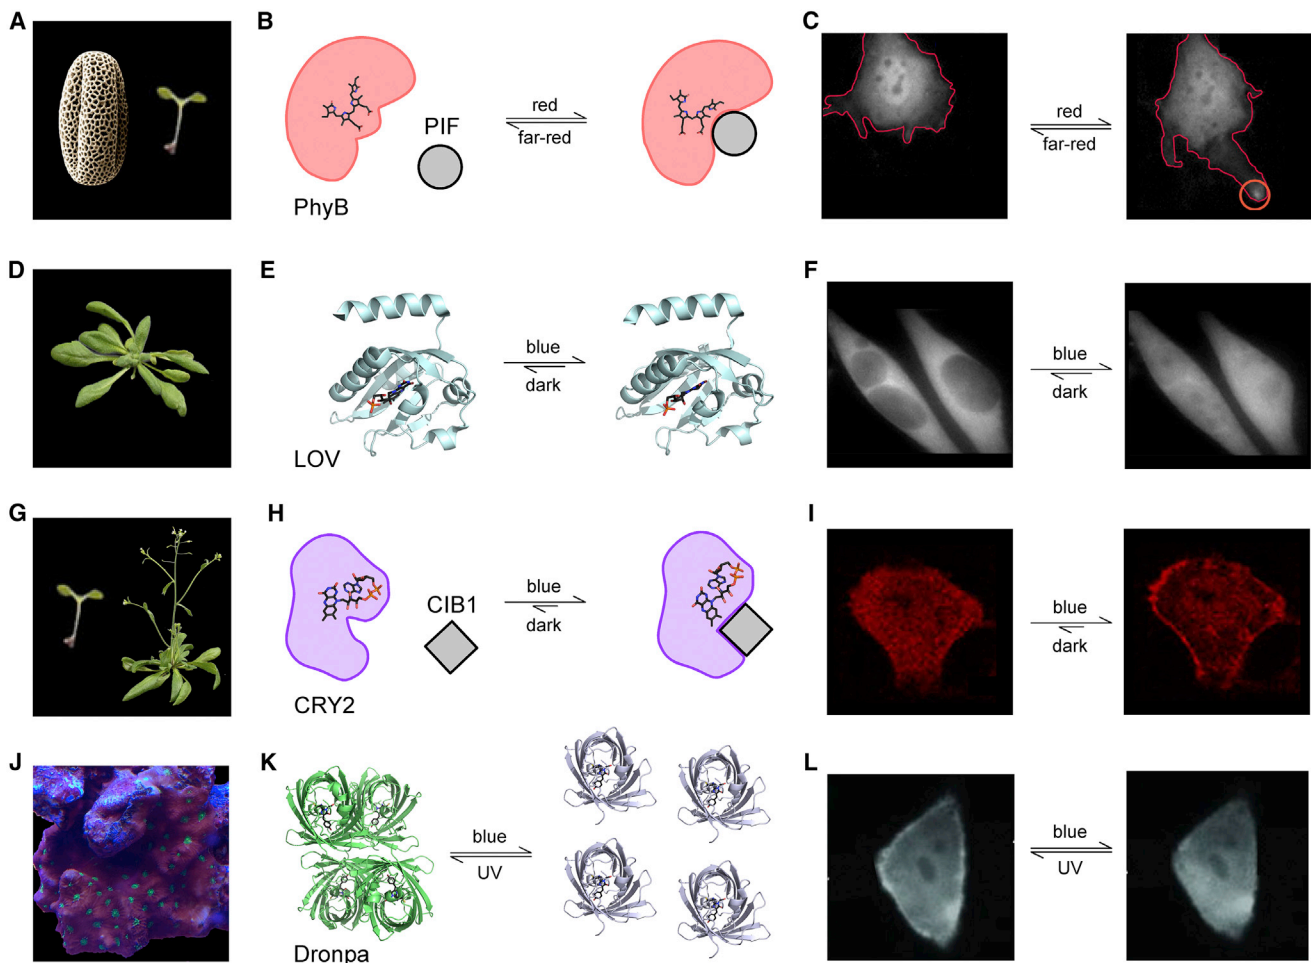 A
B
PIF
PhyB
red
far-red
C
red
far-red
D
E
LOV
blue
dark
F
blue
dark
G
H
CIB1
CRY2
blue
dark
I
blue
dark
J
K
Dronpa
blue
UV
L
blue
UV